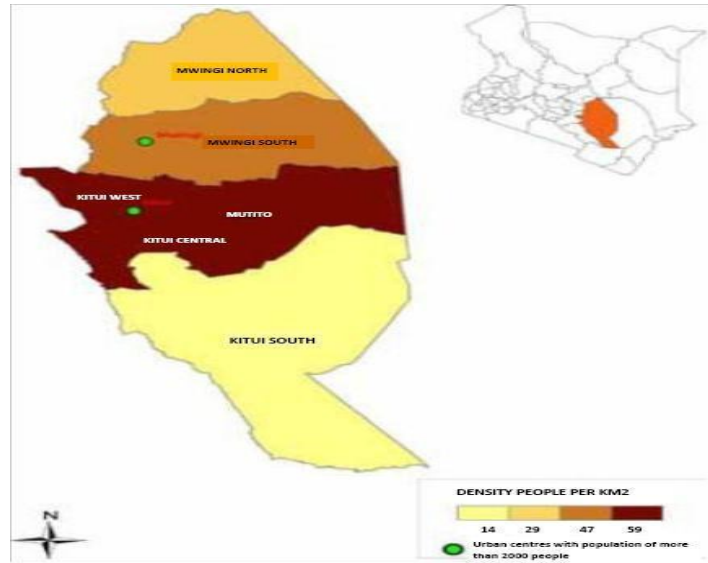 MWINGI NORTH
MWINGI SOUTH
KITUI WEST
MUTITO
KITUI CENTRAL
KITUI SOUTH
N
DENSITY PEOPLE PER KM2
14 29 47 59
Urban centres with population of more
than 2000 people